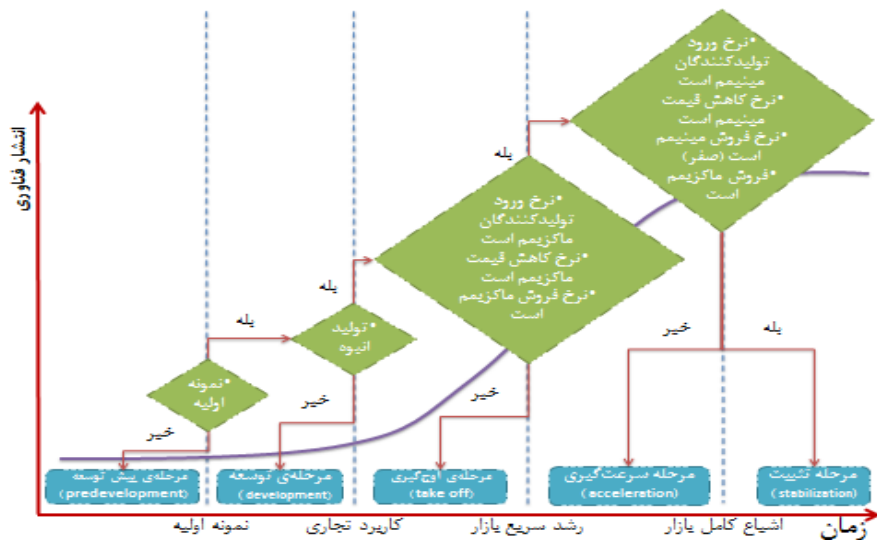 •نرخ ورود
تولیدکنندگان
مینیمم است
•نرخ کاهش قیمت
مینیمم است
•نرخ فروش مینیمم
است (صفر)
•فروش ماکزیمم
است
بله
•نرخ ورود
تولیدکنندگان
ماکزیمم است
•نرخ کاهش قیمت
ماکزیمم است
•نرخ فروش ماکزیمم
است
بله
•تولید
انبوه
بله
•نمونه
اولیه
خیر
خیر
خیر
خیر
بله
انتشار فناوری
مرحله‌ی پیش توسعه
(predevelopment)
مرحله‌ی توسعه
(development)
مرحله‌ی اوج‌گیری
(take off)
مرحله سرعت‌گیری
(acceleration)
مرحله تثبیت
(stabilization)
نمونه اولیه
کاربرد تجاری
رشد سریع بازار
اشباع کامل بازار
زمان